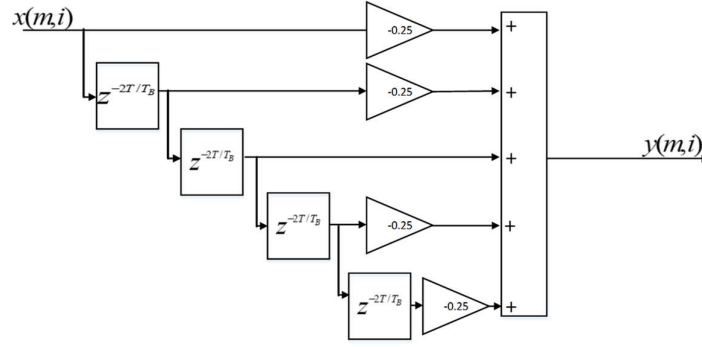 x(m,i)
-0.25
+
z^{-2T/T_B}
-0.25
+
z^{-2T/T_B}
+
y(m,i)
z^{-2T/T_B}
-0.25
+
z^{-2T/T_B}
-0.25
+